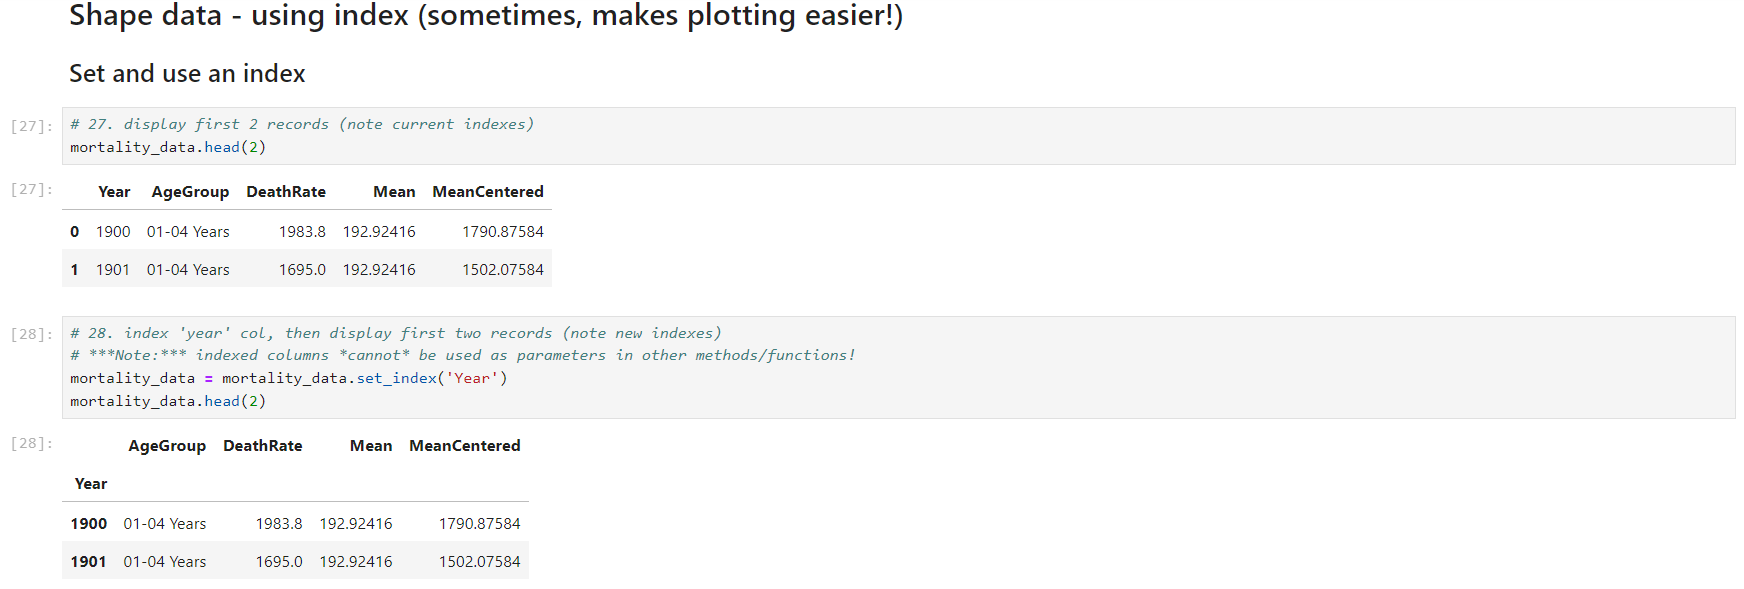 Shape data - using index (sometimes, makes plotting easier!)
Set and use an index
[27]: # 27. display first 2 records (note current indexes)
mortality_data.head(2)
[27]: Year AgeGroup DeathRate Mean MeanCentered
0 1900 01-04 Years 1983.8 192.92416 1790.87584
1 1901 01-04 Years 1695.0 192.92416 1502.07584
[28]: # 28. index 'year' col, then display first two records (note new indexes)
# ***Note:*** indexed columns *cannot* be used as parameters in other methods/functions!
mortality_data = mortality_data.set_index('Year')
mortality_data.head(2)
[28]: AgeGroup DeathRate Mean MeanCentered
Year
1900 01-04 Years 1983.8 192.92416 1790.87584
1901 01-04 Years 1695.0 192.92416 1502.07584